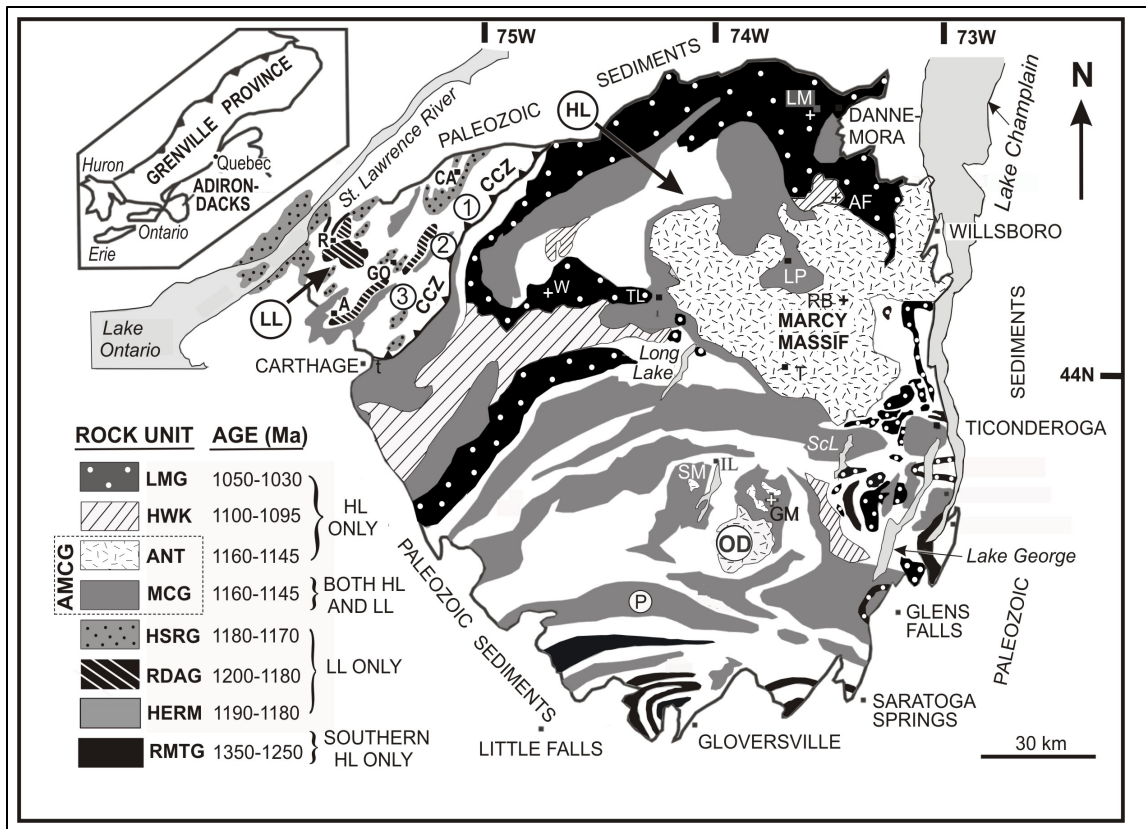 75W
74W
73W
N
GRENVILLE PROVINCE
Huron
Quebec
ADIRON-
DACKS
Ontario
Erie
St. Lawrence River
PALEOZOIC
SEDIMENTS
HL
LM
DANNE-
MORA
Lake Champlain
CA
CCZ
1
R
2
GO
3
CCZ
A
LL
AF
WILLSBORO
LP
W
TL
RB
MARCY
MASSIF
Lake
Ontario
CARTHAGE
t
Long
Lake
T
44N
SEDIMENTS
TICONDEROGA
ScL
SM
IL
GM
OD
Lake George
PALEOZOIC
P
GLENS
FALLS
SARATOGA
SPRINGS
PALEOZOIC SEDIMENTS
LITTLE FALLS
GLOVERSVILLE
30 km
ROCK UNIT AGE (Ma)
LMG 1050-1030
HWK 1100-1095
HL
ONLY
ANT 1160-1145
AMCG
MCG 1160-1145
BOTH HL
AND LL
HSRG 1180-1170
RDAG 1200-1180
LL ONLY
HERM 1190-1180
RMTG 1350-1250
SOUTHERN
HL ONLY